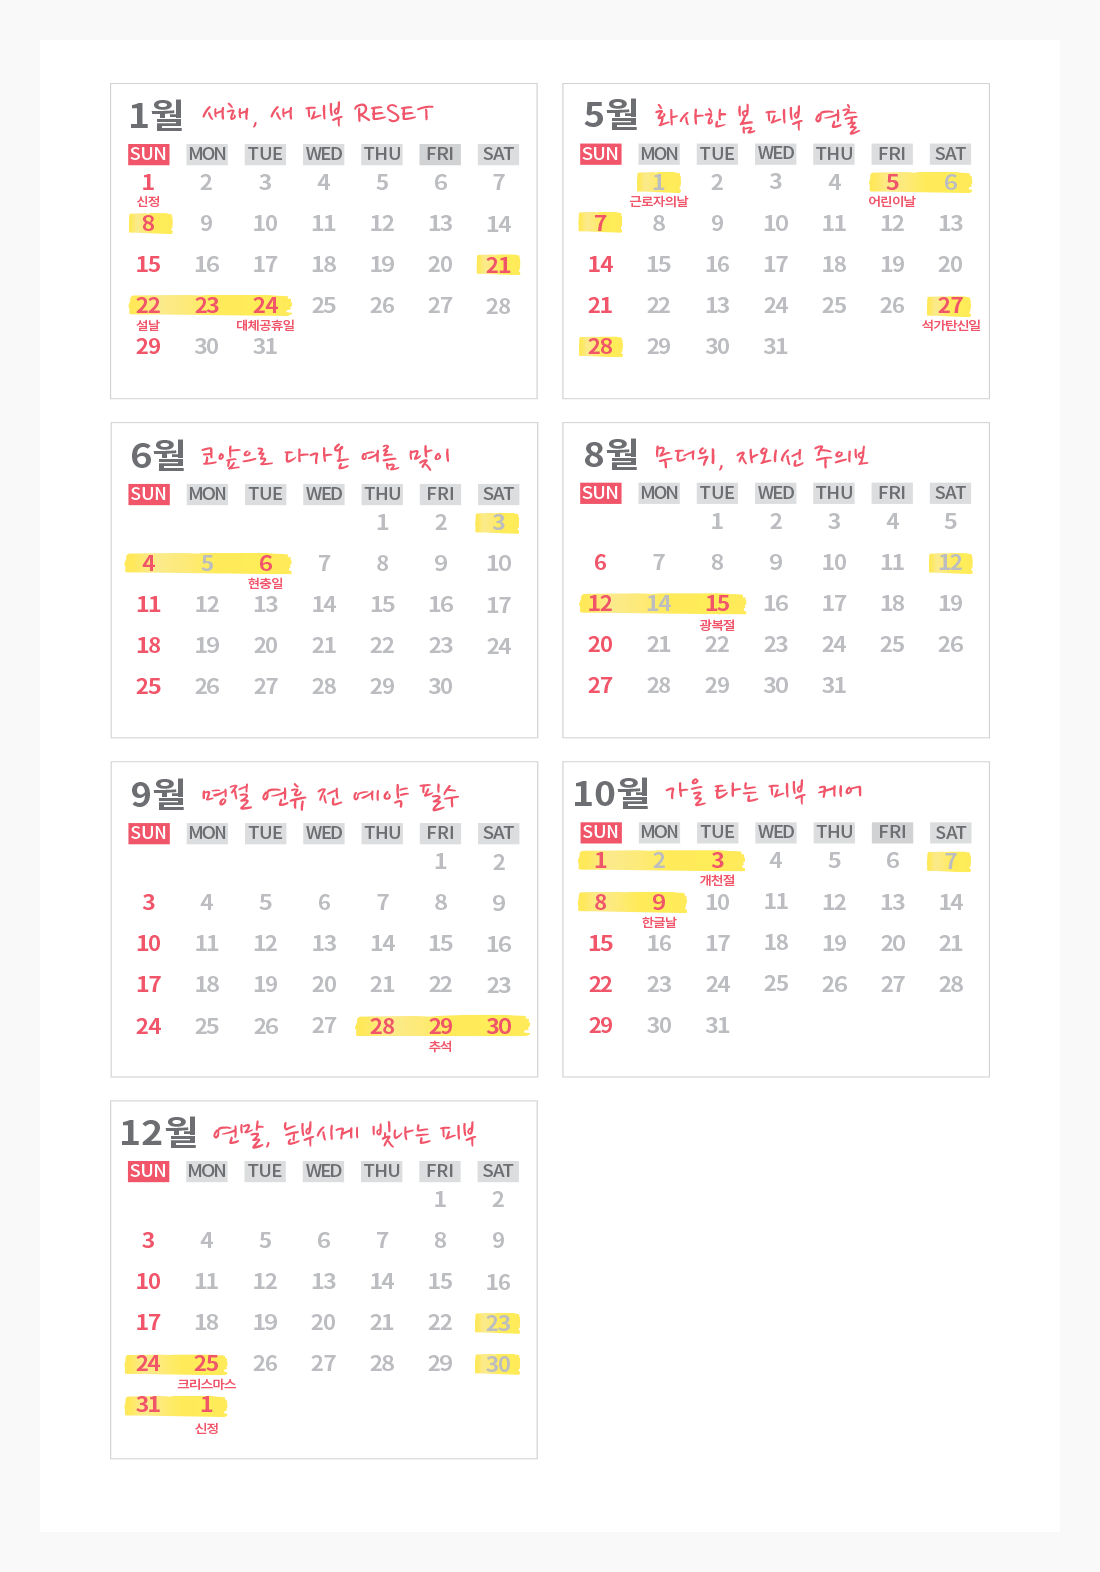 1월 새해, 새 피부 RESET
SUN MON TUE WED THU FRI SAT
1 2 3 4 5 6 7
신정
8 9 10 11 12 13 14
15 16 17 18 19 20 21
22 23 24 25 26 27 28
설날 대체공휴일
29 30 31
5월 화사한 봄 피부 연출
SUN MON TUE WED THU FRI SAT
1 2 3 4 5 6
근로자의날 어린이날
7 8 9 10 11 12 13
14 15 16 17 18 19 20
21 22 13 24 25 26 27
석가탄신일
28 29 30 31
6월 코앞으로 다가온 여름 맞이
SUN MON TUE WED THU FRI SAT
1 2 3
4 5 6 7 8 9 10
현충일
11 12 13 14 15 16 17
18 19 20 21 22 23 24
25 26 27 28 29 30
8월 무더위, 자외선 주의보
SUN MON TUE WED THU FRI SAT
1 2 3 4 5
6 7 8 9 10 11 12
12 14 15 16 17 18 19
광복절
20 21 22 23 24 25 26
27 28 29 30 31
9월 명절 연휴 전 예약 필수
SUN MON TUE WED THU FRI SAT
1 2
3 4 5 6 7 8 9
10 11 12 13 14 15 16
17 18 19 20 21 22 23
24 25 26 27 28 29 30
추석
10월 가을 타는 피부 케어
SUN MON TUE WED THU FRI SAT
1 2 3 4 5 6 7
개천절
8 9 10 11 12 13 14
한글날
15 16 17 18 19 20 21
22 23 24 25 26 27 28
29 30 31
12월 연말, 눈부시게 빛나는 피부
SUN MON TUE WED THU FRI SAT
1 2
3 4 5 6 7 8 9
10 11 12 13 14 15 16
17 18 19 20 21 22 23
24 25 26 27 28 29 30
크리스마스
31 1
신정